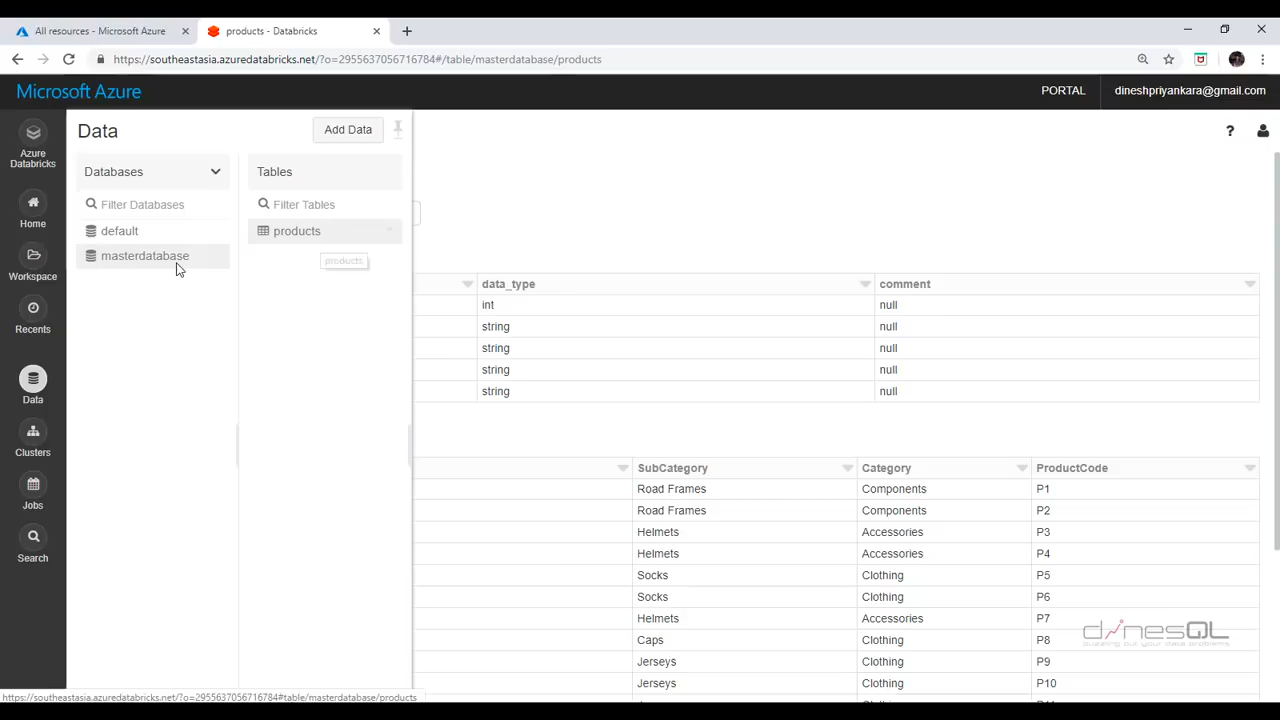 All resources - Microsoft Azure
products - Databricks
https://southeastasia.azuredatabricks.net/?o=2955637056716784#/table/masterdatabase/products
Microsoft Azure
PORTAL
dineshpriyankara@gmail.com
Azure Databricks
Home
Workspace
Recents
Data
Clusters
Jobs
Search
Data
Add Data
Databases
Tables
Filter Databases
Filter Tables
default
products
masterdatabase
products
?
data_type comment
int null
string null
string null
string null
string null
SubCategory Category ProductCode
Road Frames Components P1
Road Frames Components P2
Helmets Accessories P3
Helmets Accessories P4
Socks Clothing P5
Socks Clothing P6
Helmets Accessories P7
Caps Clothing P8
Jerseys Clothing P9
Jerseys Clothing P10
dinesQL
https://southeastasia.azuredatabricks.net/?o=2955637056716784#table/masterdatabase/products